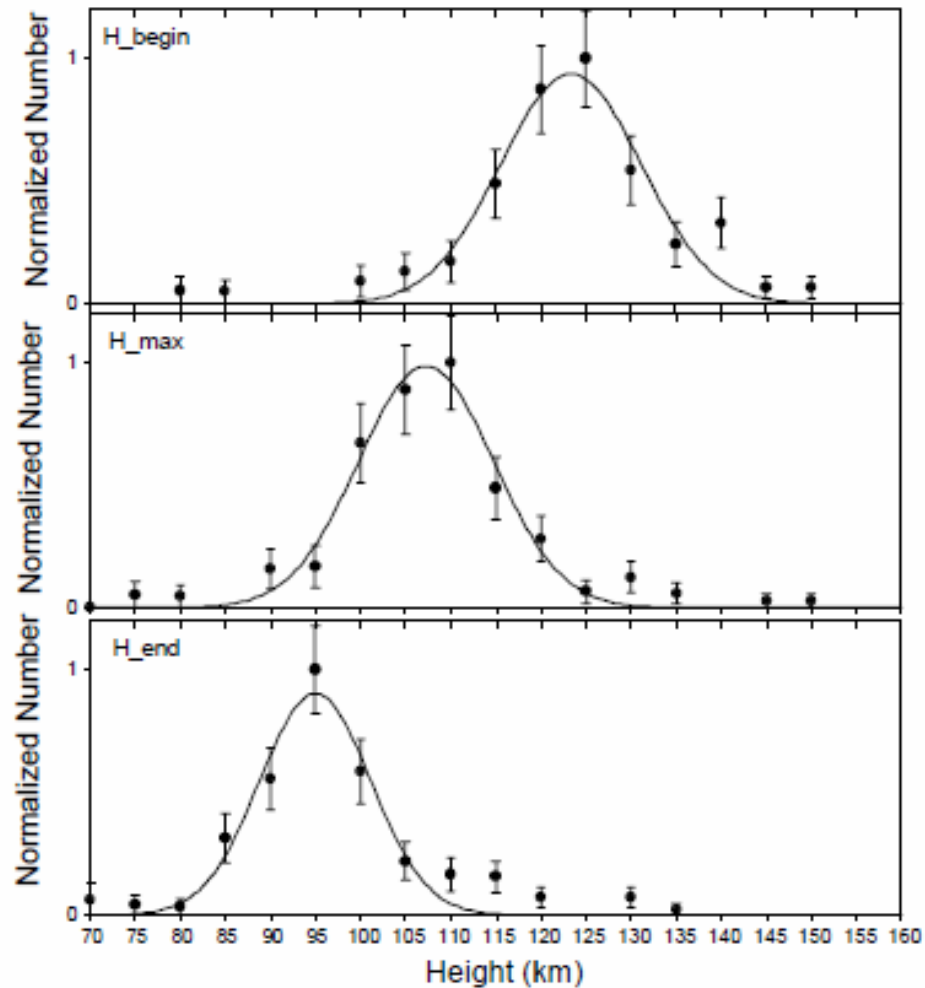 H_begin
Normalized Number
1
0
H_max
Normalized Number
1
0
H_end
Normalized Number
1
0
70 75 80 85 90 95 100 105 110 115 120 125 130 135 140 145 150 155 160
Height (km)